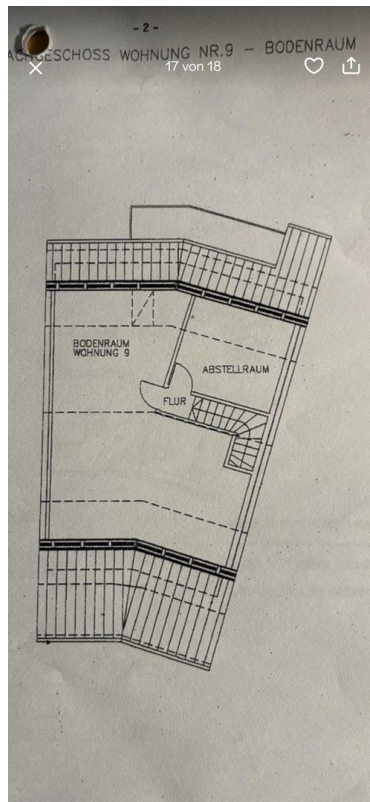 - 2 -
ACHGESCHOSS WOHNUNG NR.9 - BODENRAUM
17 von 18
BODENRAUM
WOHNUNG 9
ABSTELLRAUM
FLUR